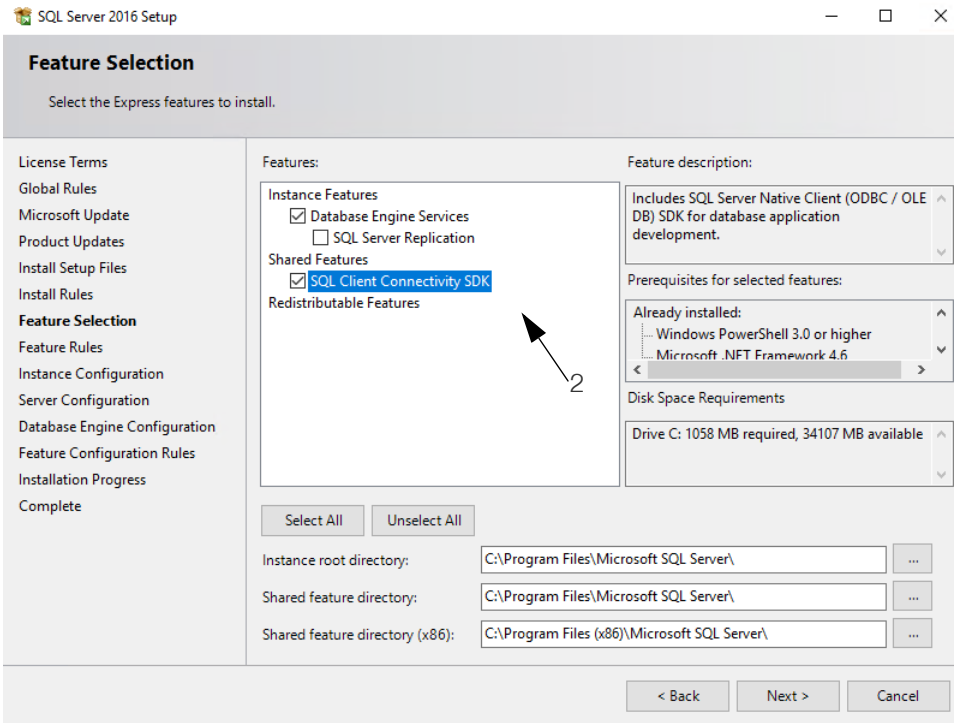 SQL Server 2016 Setup
Feature Selection
Select the Express features to install.
License Terms
Global Rules
Microsoft Update
Product Updates
Install Setup Files
Install Rules
Feature Selection
Feature Rules
Instance Configuration
Server Configuration
Database Engine Configuration
Feature Configuration Rules
Installation Progress
Complete
Features:
Instance Features
Database Engine Services
SQL Server Replication
Shared Features
SQL Client Connectivity SDK
Redistributable Features
2
Feature description:
Includes SQL Server Native Client (ODBC / OLE
DB) SDK for database application
development.
Prerequisites for selected features:
Already installed:
Windows PowerShell 3.0 or higher
Microsoft .NET Framework 4.6
Disk Space Requirements
Drive C: 1058 MB required, 34107 MB available
Select All
Unselect All
Instance root directory:
C:\Program Files\Microsoft SQL Server\
...
Shared feature directory:
C:\Program Files\Microsoft SQL Server\
...
Shared feature directory (x86):
C:\Program Files (x86)\Microsoft SQL Server\
...
< Back
Next >
Cancel